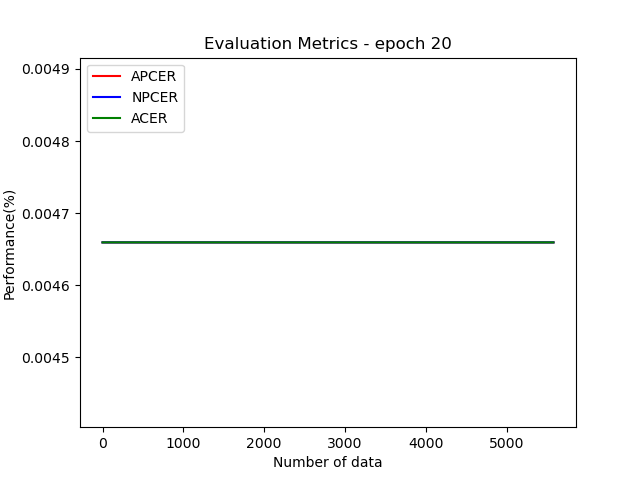 Evaluation Metrics - epoch 20
APCER
NPCER
ACER
Performance(%)
0.0049
0.0048
0.0047
0.0046
0.0045
0 1000 2000 3000 4000 5000
Number of data